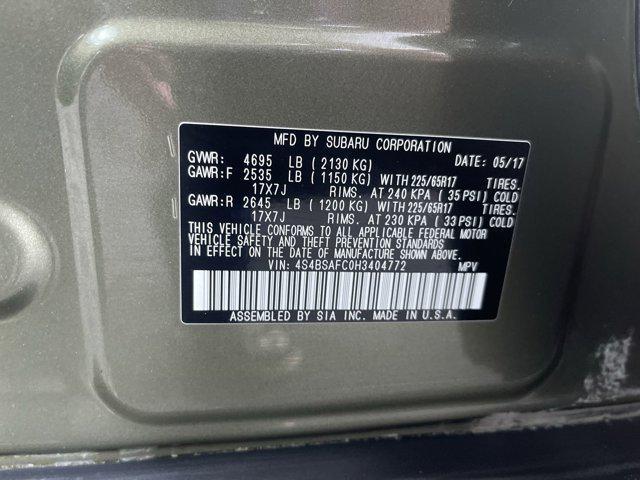 MFD BY SUBARU CORPORATION
GVWR: 4695 LB ( 2130 KG) DATE: 05/17
GAWR:F 2535 LB ( 1150 KG) WITH 225/65R17 TIRES.
17X7J RIMS. AT 240 KPA ( 35 PSI) COLD
GAWR:R 2645 LB ( 1200 KG) WITH 225/65R17 TIRES.
17X7J RIMS. AT 230 KPA ( 33 PSI) COLD
THIS VEHICLE CONFORMS TO ALL APPLICABLE FEDERAL MOTOR
VEHICLE SAFETY AND THEFT PREVENTION STANDARDS
IN EFFECT ON THE DATE OF MANUFACTURE SHOWN ABOVE.
VIN: 4S4BSAFC0H3404772 MPV
ASSEMBLED BY SIA INC. MADE IN U.S.A.